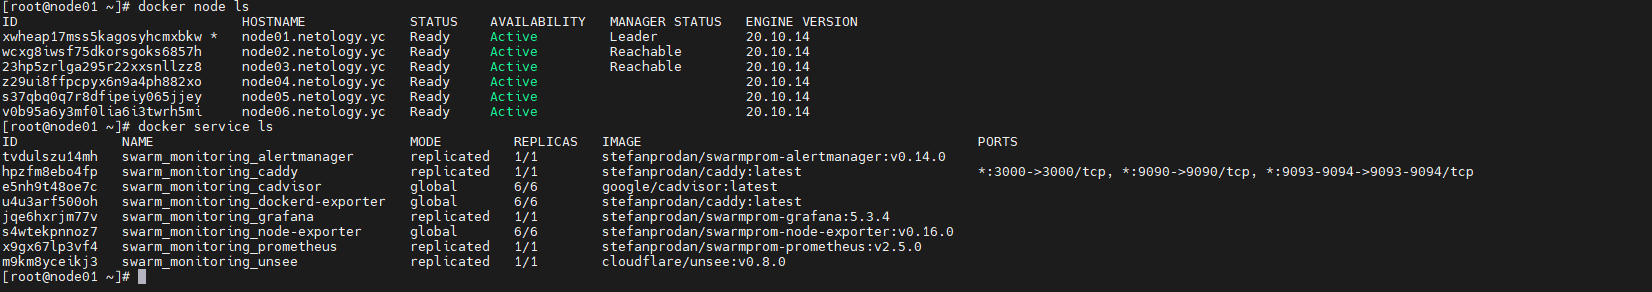 [root@node01 ~]# docker node ls
ID                            HOSTNAME             STATUS    AVAILABILITY   MANAGER STATUS   ENGINE VERSION
xwheap17mss5kagosyhcmxbkw *   node01.netology.yc   Ready     Active         Leader           20.10.14
wcxg8iwsf75dkorsgoks6857h     node02.netology.yc   Ready     Active         Reachable        20.10.14
23hp5zrlga295r22xxsnllzz8     node03.netology.yc   Ready     Active         Reachable        20.10.14
z29ui8ffpcpyx6n9a4ph882xo     node04.netology.yc   Ready     Active                          20.10.14
s37qbq0q7r8dfipeiy065jjey     node05.netology.yc   Ready     Active                          20.10.14
v0b95a6y3mf0lia6i3twrh5mi     node06.netology.yc   Ready     Active                          20.10.14
[root@node01 ~]# docker service ls
ID             NAME                                MODE         REPLICAS   IMAGE                                          PORTS
tvdulszu14mh   swarm_monitoring_alertmanager       replicated   1/1        stefanprodan/swarmprom-alertmanager:v0.14.0
hpzfm8ebo4fp   swarm_monitoring_caddy              replicated   1/1        stefanprodan/caddy:latest                      *:3000->3000/tcp, *:9090->9090/tcp, *:9093-9094->9093-9094/tcp
e5nh9t48oe7c   swarm_monitoring_cadvisor           global       6/6        google/cadvisor:latest
u4u3arf500oh   swarm_monitoring_dockerd-exporter   global       6/6        stefanprodan/caddy:latest
jqe6hxrjm77v   swarm_monitoring_grafana            replicated   1/1        stefanprodan/swarmprom-grafana:5.3.4
s4wtekpnnoz7   swarm_monitoring_node-exporter      global       6/6        stefanprodan/swarmprom-node-exporter:v0.16.0
x9gx67lp3vf4   swarm_monitoring_prometheus         replicated   1/1        stefanprodan/swarmprom-prometheus:v2.5.0
m9km8yceikj3   swarm_monitoring_unsee              replicated   1/1        cloudflare/unsee:v0.8.0
[root@node01 ~]#